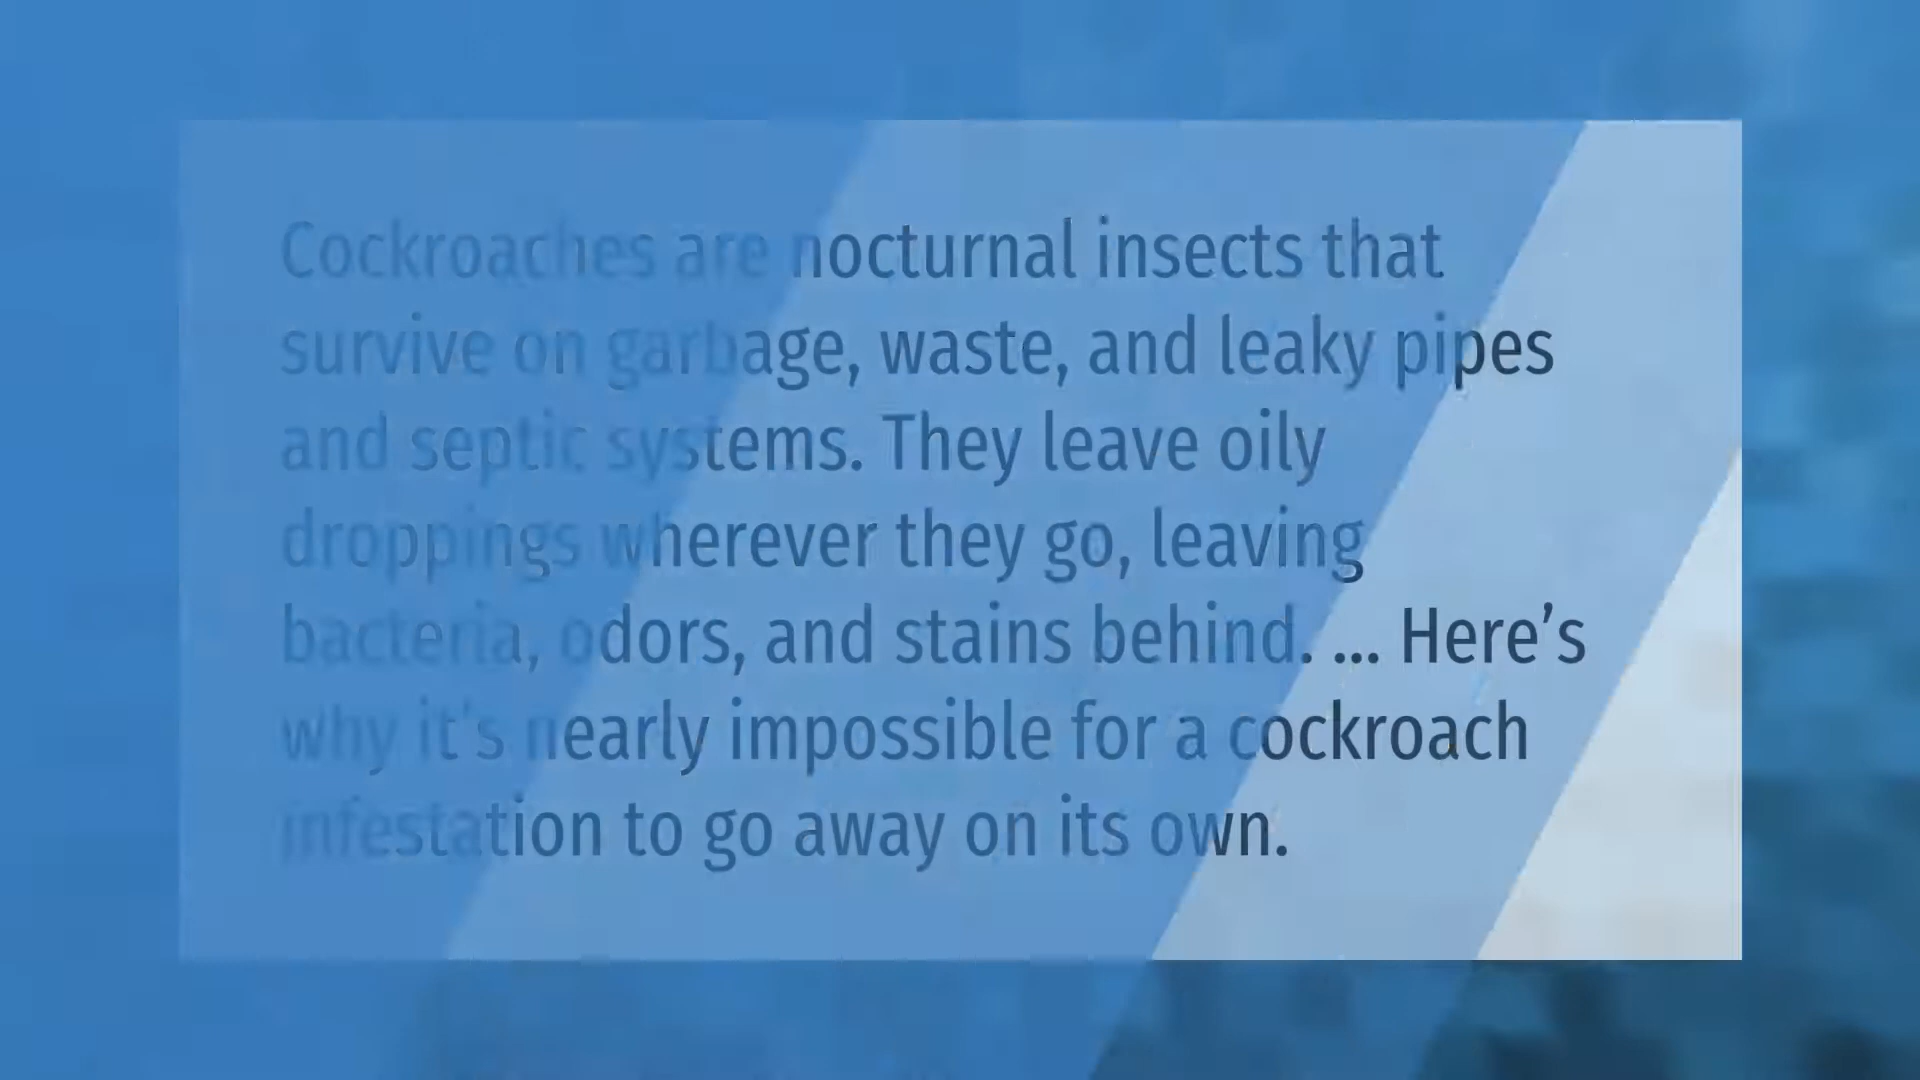 Cockroaches are nocturnal insects that
survive on garbage, waste, and leaky pipes
and septic systems. They leave oily
droppings wherever they go, leaving
bacteria, odors, and stains behind. ... Here’s
why it's nearly impossible for a cockroach
infestation to go away on its own.